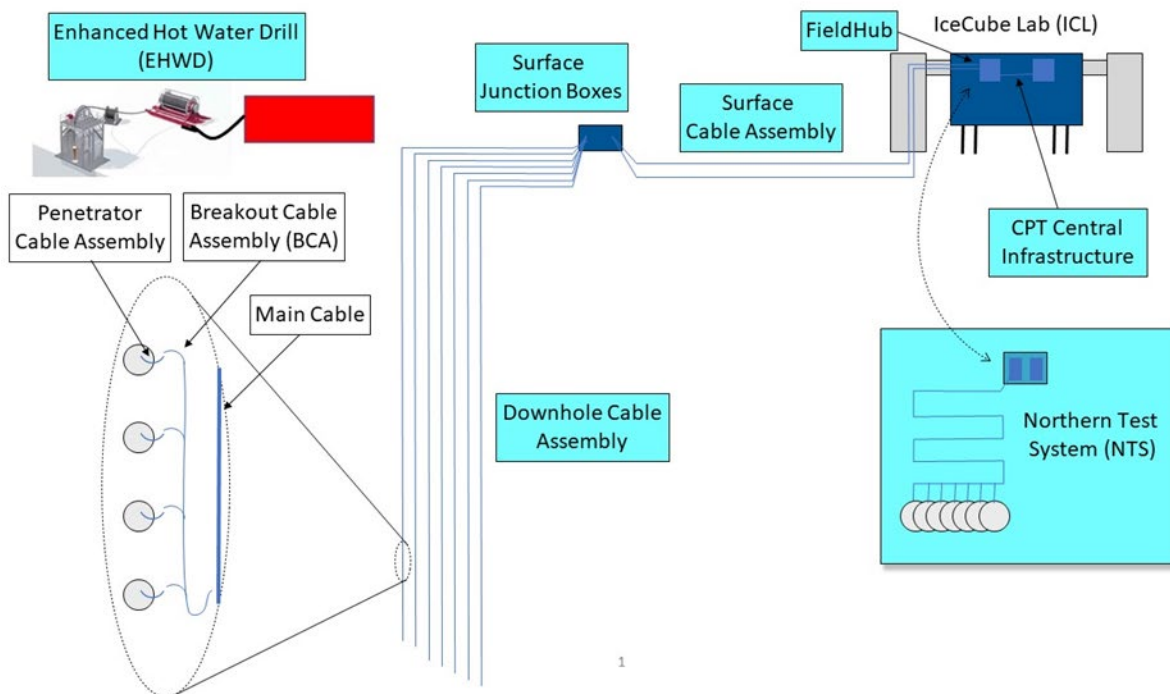 Enhanced Hot Water Drill
(EHWD)
Surface
Junction Boxes
FieldHub
IceCube Lab (ICL)
Surface
Cable Assembly
CPT Central
Infrastructure
Penetrator
Cable Assembly
Breakout Cable
Assembly (BCA)
Main Cable
Downhole Cable
Assembly
Northern Test
System (NTS)
1